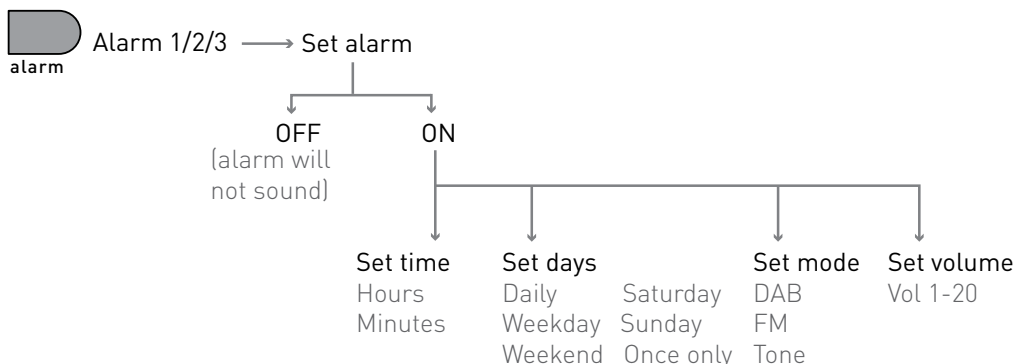 Alarm 1/2/3 Set alarm
alarm
OFF ON
(alarm will
not sound)
Set time Set days Set mode Set volume
Hours Daily Saturday DAB Vol 1-20
Minutes Weekday Sunday FM
Weekend Once only Tone